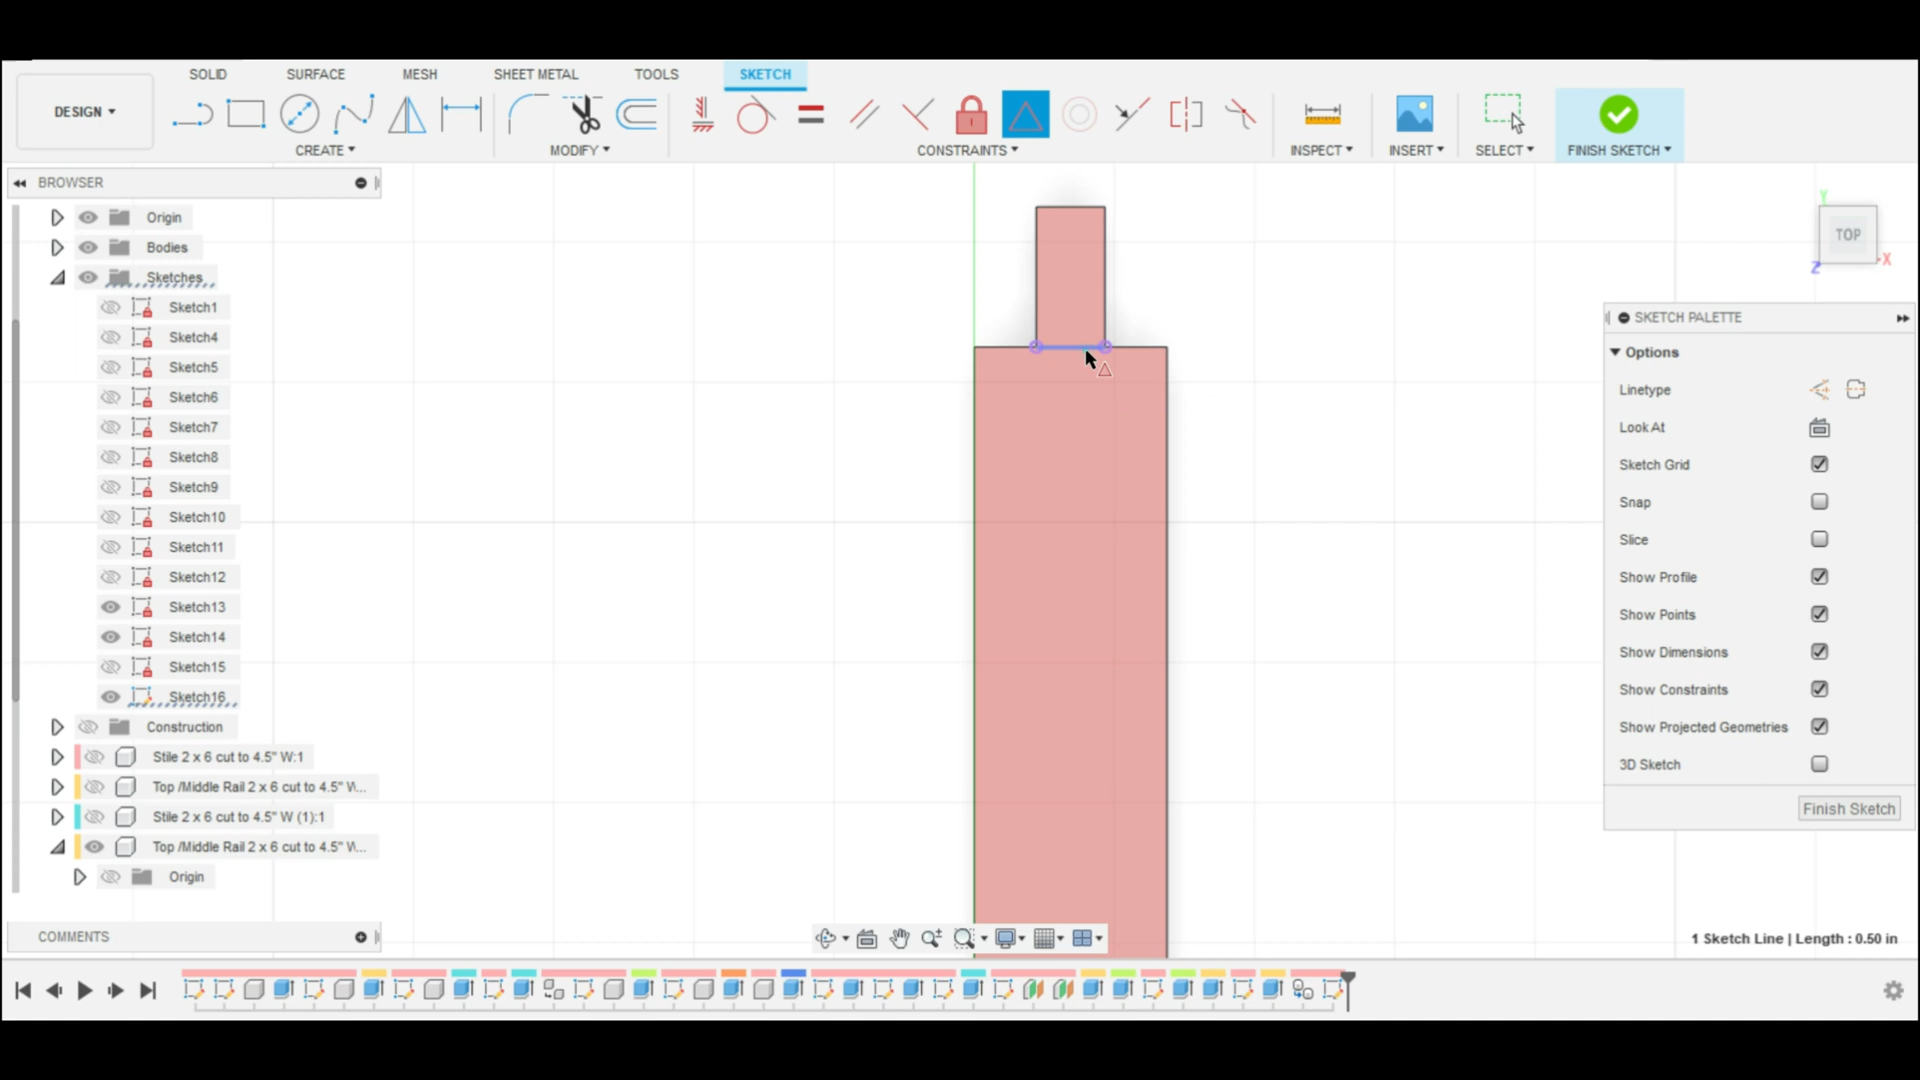 SOLID SURFACE MESH SHEET METAL TOOLS SKETCH
DESIGN
CREATE MODIFY CONSTRAINTS INSPECT INSERT SELECT FINISH SKETCH
BROWSER
Origin
Bodies
Sketches
Sketch1
Sketch4
Sketch5
Sketch6
Sketch7
Sketch8
Sketch9
Sketch10
Sketch11
Sketch12
Sketch13
Sketch14
Sketch15
Sketch16
Construction
Stile 2 x 6 cut to 4.5" W:1
Top /Middle Rail 2 x 6 cut to 4.5" W...
Stile 2 x 6 cut to 4.5" W (1):1
Top /Middle Rail 2 x 6 cut to 4.5" W...
Origin
COMMENTS
Y
TOP
X
Z
SKETCH PALETTE
Options
Linetype
Look At
Sketch Grid
Snap
Slice
Show Profile
Show Points
Show Dimensions
Show Constraints
Show Projected Geometries
3D Sketch
Finish Sketch
1 Sketch Line | Length : 0.50 in